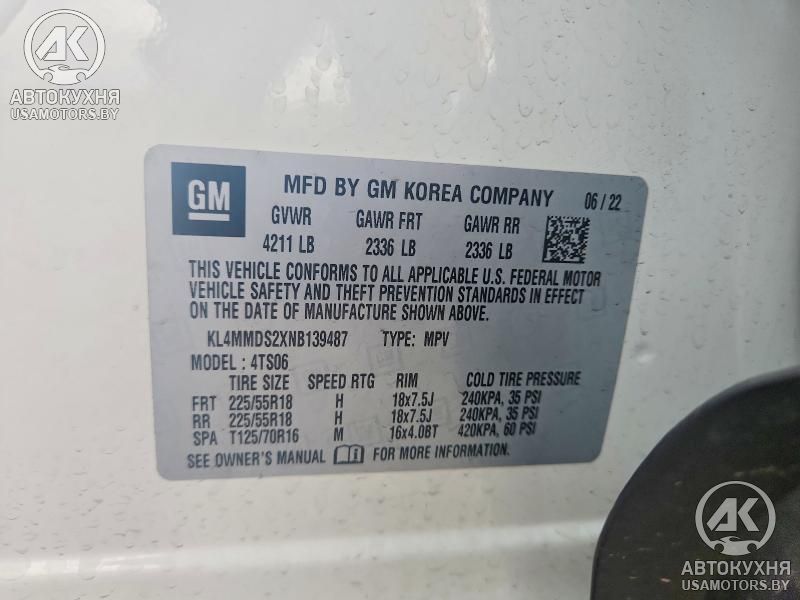 AK
АВТОКУХНЯ
USAMOTORS.BY
GM MFD BY GM KOREA COMPANY 06 / 22
GVWR GAWR FRT GAWR RR
4211 LB 2336 LB 2336 LB
THIS VEHICLE CONFORMS TO ALL APPLICABLE U.S. FEDERAL MOTOR
VEHICLE SAFETY AND THEFT PREVENTION STANDARDS IN EFFECT
ON THE DATE OF MANUFACTURE SHOWN ABOVE.
KL4MMDS2XNB139487 TYPE: MPV
MODEL : 4TS06
TIRE SIZE SPEED RTG RIM COLD TIRE PRESSURE
FRT 225/55R18 H 18x7.5J 240KPA, 35 PSI
RR 225/55R18 H 18x7.5J 240KPA, 35 PSI
SPA T125/70R16 M 16x4.0BT 420KPA, 60 PSI
SEE OWNER'S MANUAL FOR MORE INFORMATION.
AK
АВТОКУХНЯ
USAMOTORS.BY